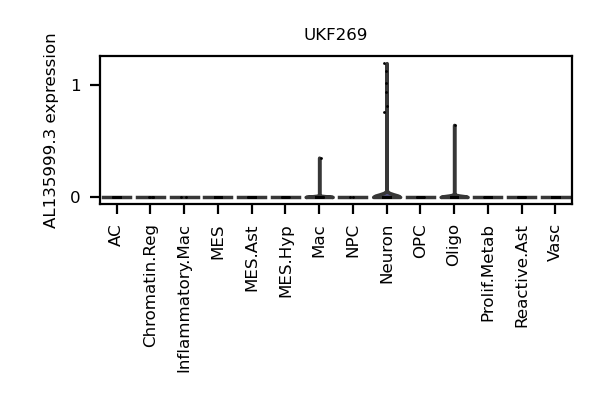 UKF269
AL135999.3 expression
1
0
AC
Chromatin.Reg
Inflammatory.Mac
MES
MES.Ast
MES.Hyp
Mac
NPC
Neuron
OPC
Oligo
Prolif.Metab
Reactive.Ast
Vasc